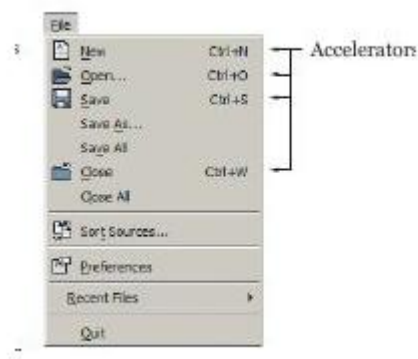 File
New Ctrl+N
Accelerators
Open... Ctrl+O
Save Ctrl+S
Save As...
Save All
Close Ctrl+W
Close All
Sort Sources...
Preferences
Recent Files
Quit